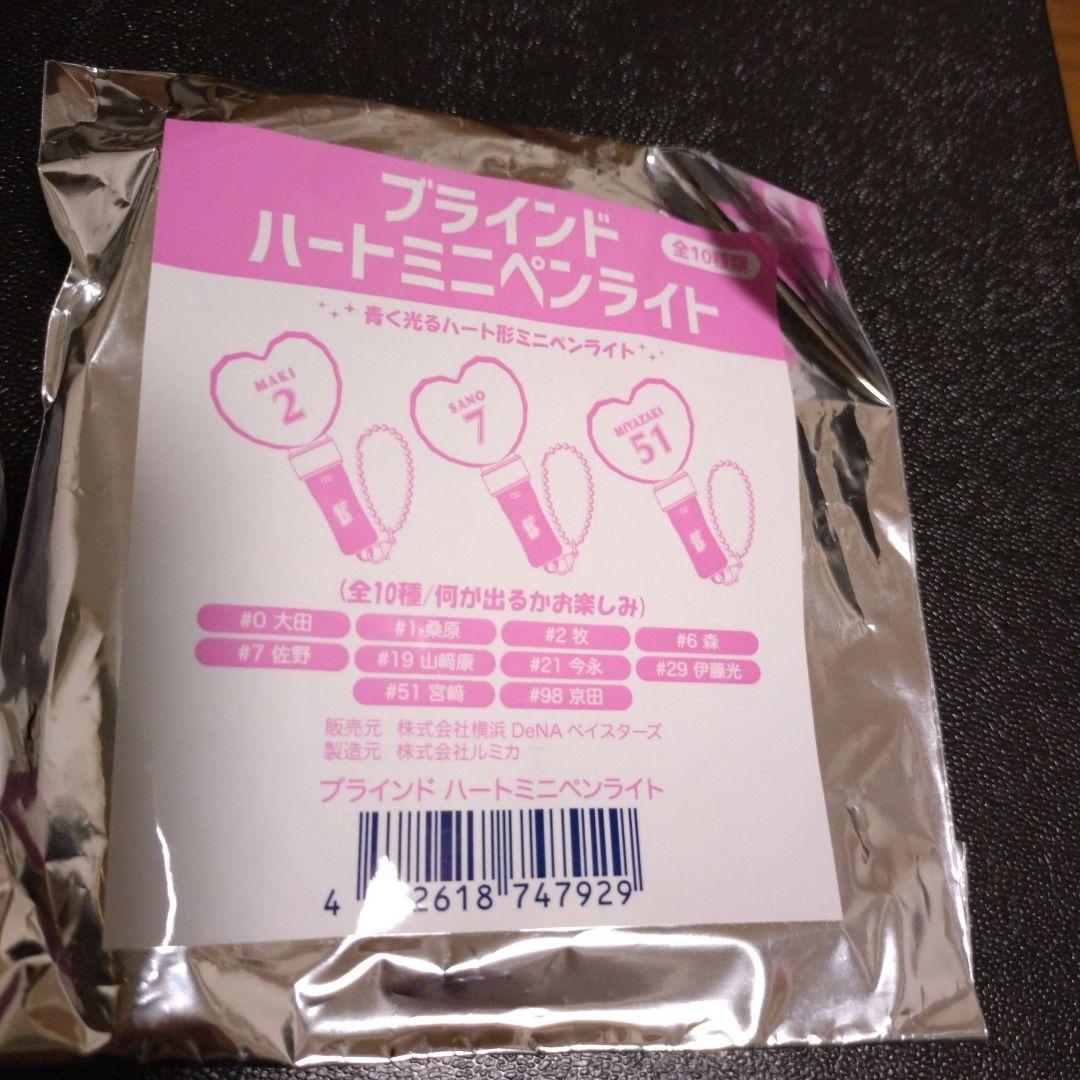 ブラインド
ハートミニペンライト
全10種類
青く光るハート形ミニペンライト
MAKI
2
SANO
7
MIYAZAKI
51
(全10種/何が出るかお楽しみ)
#0 大田 #1 桑原 #2 牧 #6 森
#7 佐野 #19 山﨑康 #21 今永 #29 伊藤光
#51 宮﨑 #98 京田
販売元 株式会社横浜 DeNA ベイスターズ
製造元 株式会社ルミカ
ブラインド ハートミニペンライト
4 2618 747929